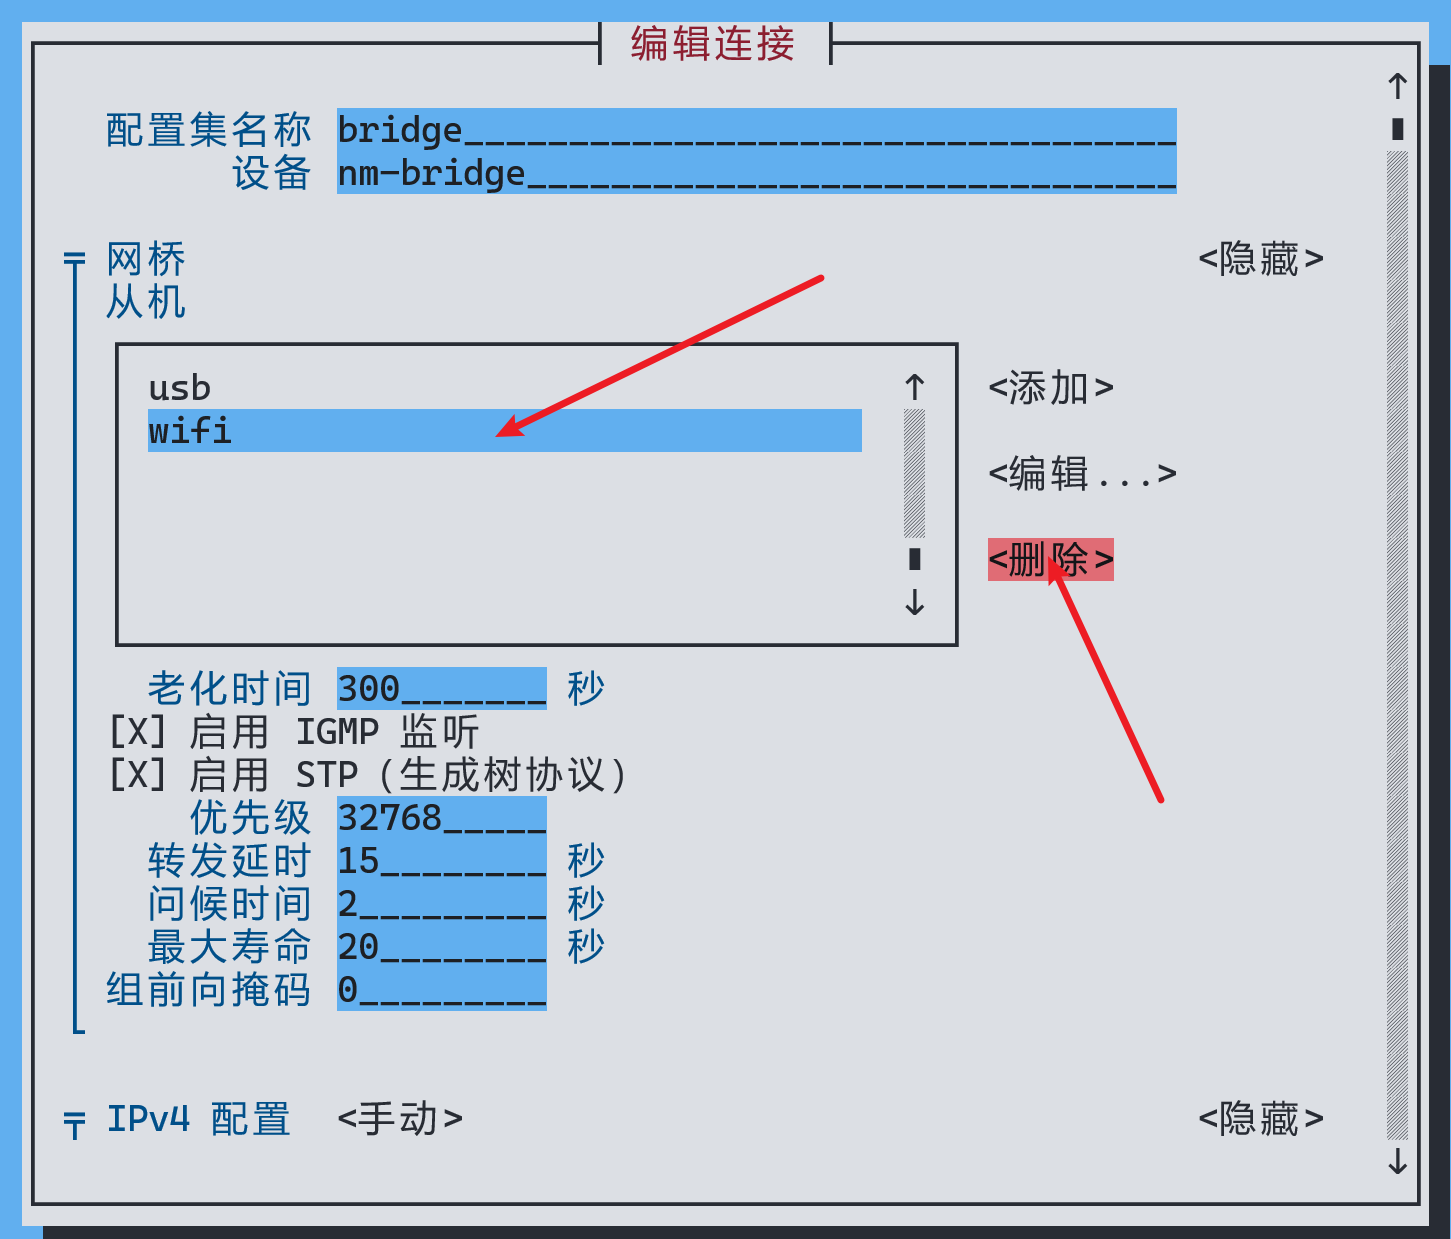 编辑连接
配置集名称 bridge__________________________________
设备 nm-bridge_______________________________
网桥 <隐藏>
从机
usb <添加>
wifi
<编辑...>
<删除>
老化时间 300_______ 秒
[X] 启用 IGMP 监听
[X] 启用 STP (生成树协议)
优先级 32768_____
转发延时 15________ 秒
问候时间 2_________ 秒
最大寿命 20________ 秒
组前向掩码 0_________
IPv4 配置 <手动> <隐藏>